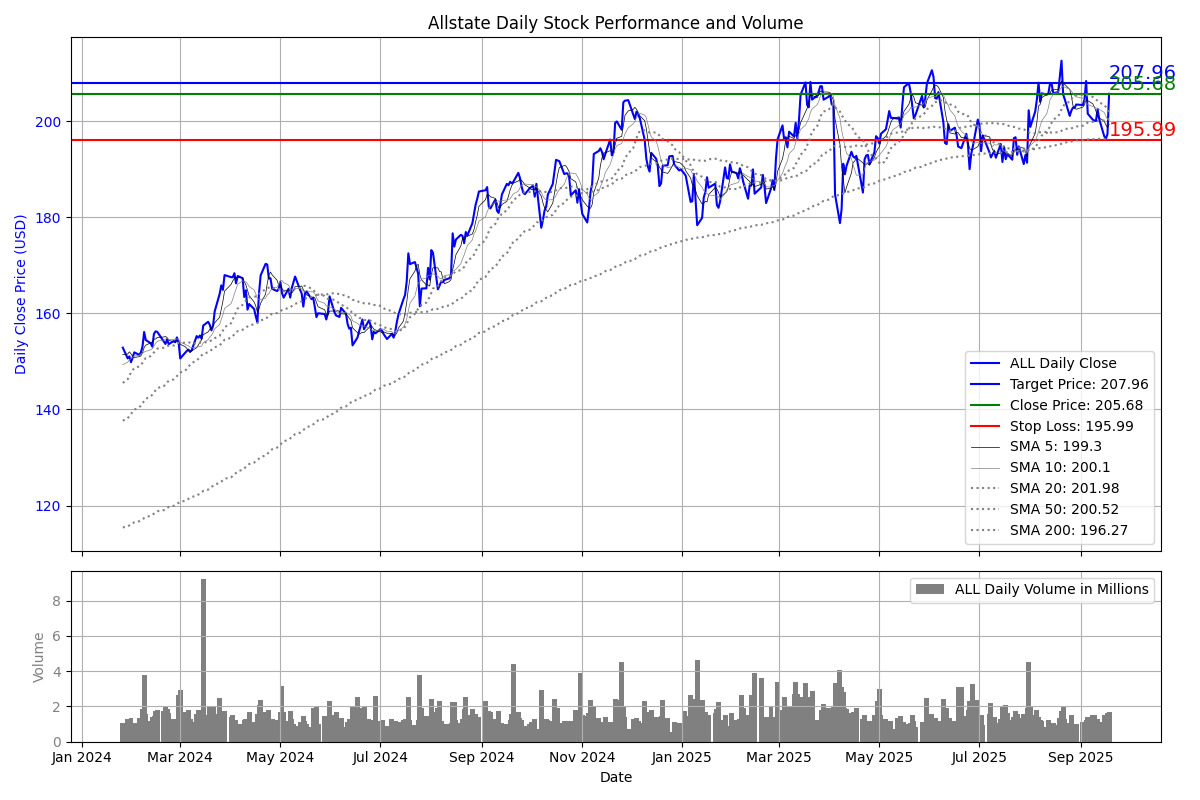 Allstate Daily Stock Performance and Volume
Daily Close Price (USD)
200
180
160
140
120
207.96
205.68
195.99
ALL Daily Close
Target Price: 207.96
Close Price: 205.68
Stop Loss: 195.99
SMA 5: 199.3
SMA 10: 200.1
SMA 20: 201.98
SMA 50: 200.52
SMA 200: 196.27
Volume
8
6
4
2
0
ALL Daily Volume in Millions
Jan 2024 Mar 2024 May 2024 Jul 2024 Sep 2024 Nov 2024 Jan 2025 Mar 2025 May 2025 Jul 2025 Sep 2025
Date